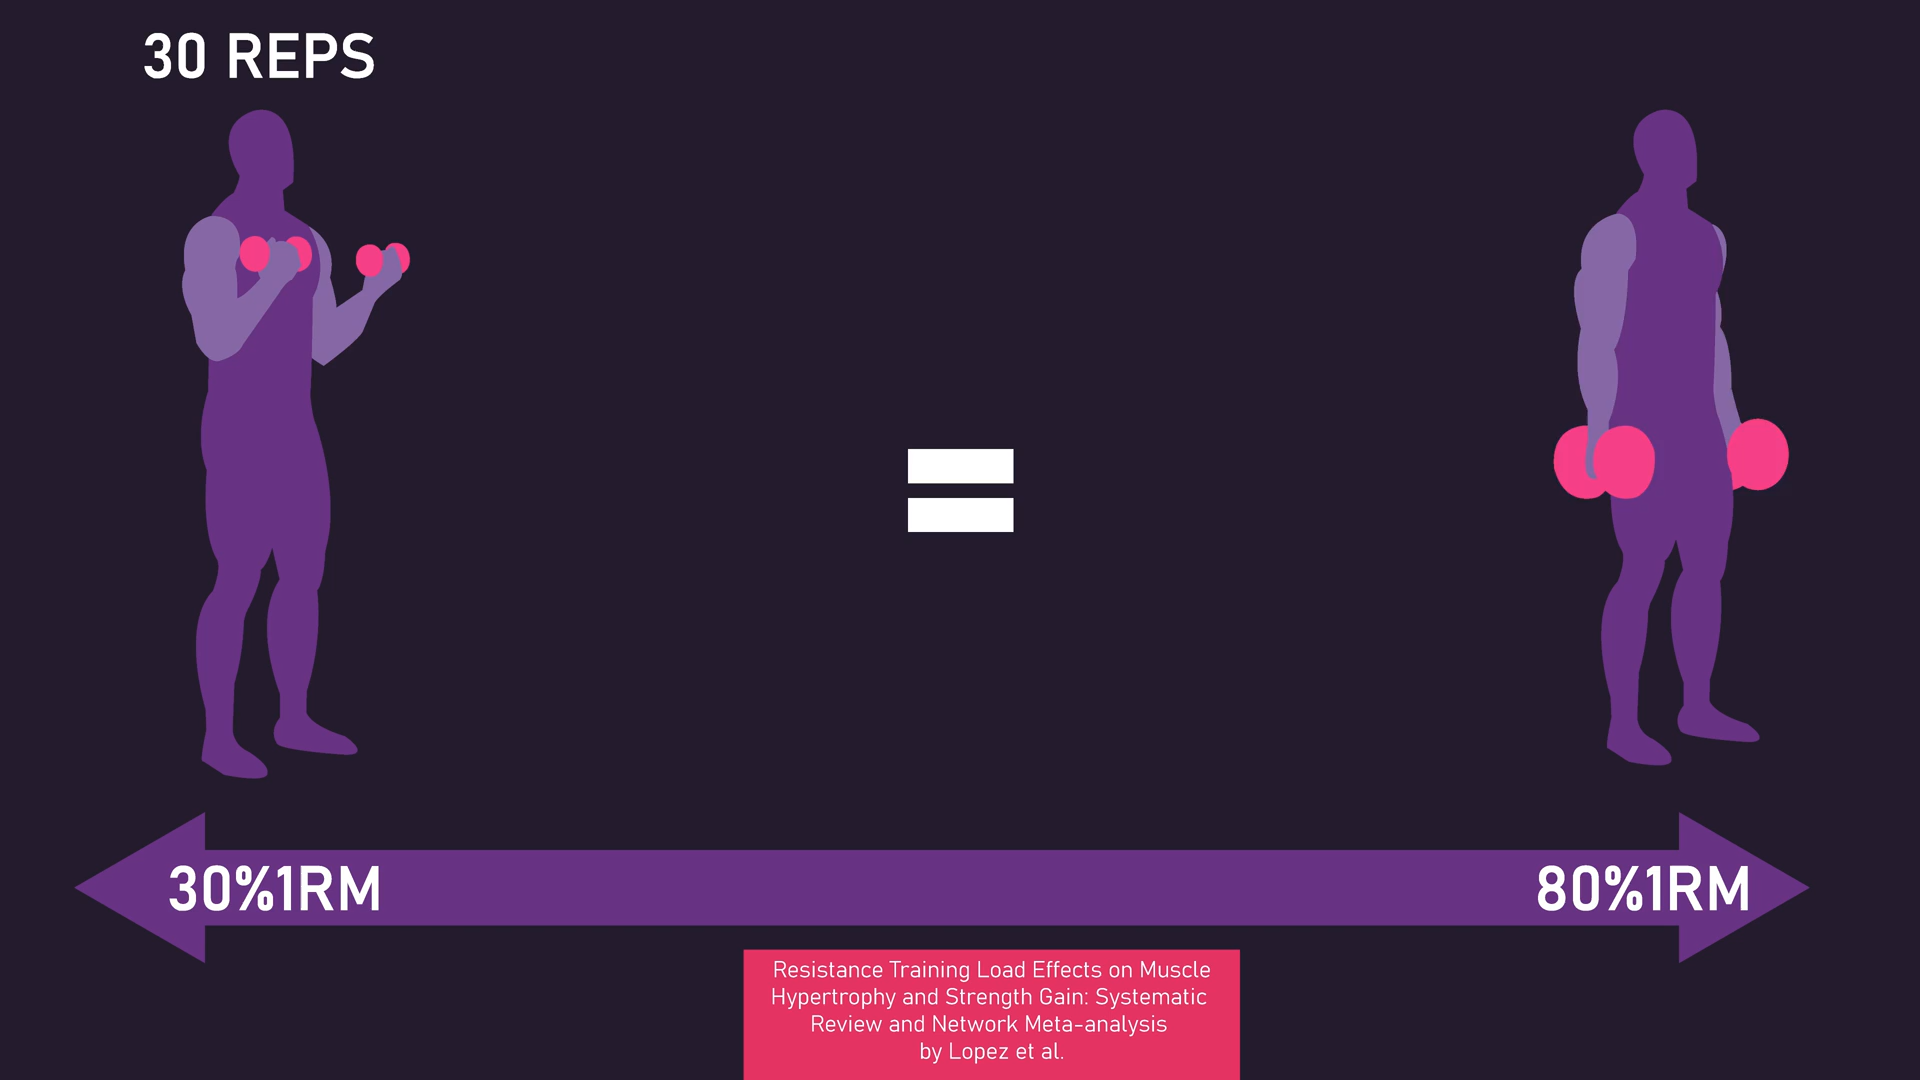 30 REPS
30%1RM
80%1RM
Resistance Training Load Effects on Muscle
Hypertrophy and Strength Gain: Systematic
Review and Network Meta-analysis
by Lopez et al.